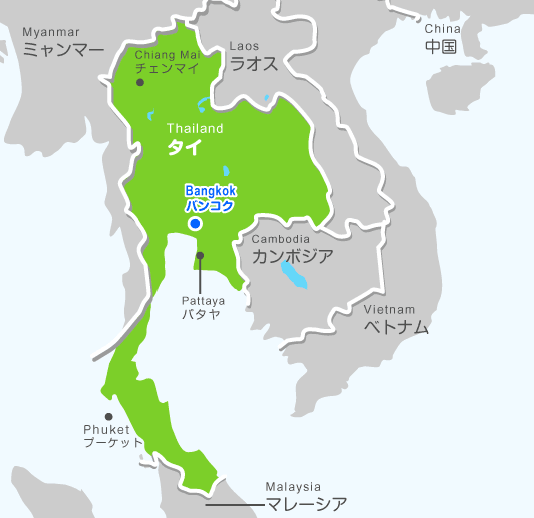 Myanmar
ミャンマー
Laos
ラオス
China
中国
Chiang Mai
チェンマイ
Thailand
タイ
Bangkok
バンコク
Cambodia
カンボジア
Pattaya
パタヤ
Vietnam
ベトナム
Phuket
プーケット
Malaysia
マレーシア